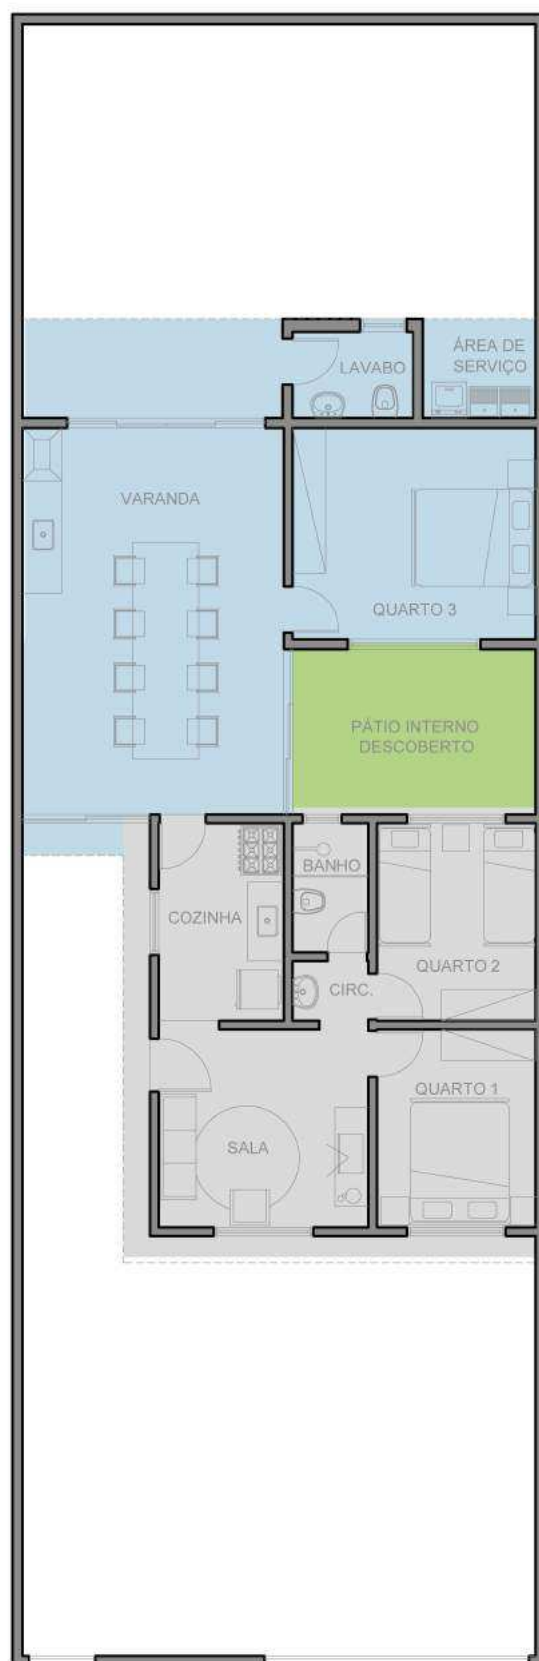 LAVABO
ÁREA DE
SERVIÇO
VARANDA
QUARTO 3
PÁTIO INTERNO
DESCOBERTO
BANHO
COZINHA
QUARTO 2
CIRC.
QUARTO 1
SALA